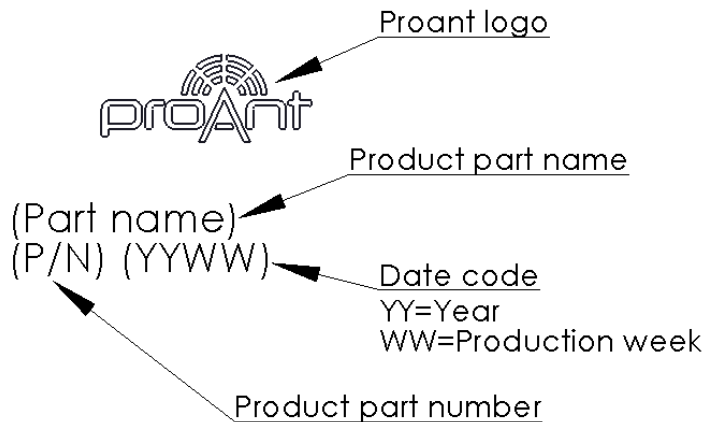 Proant logo
proAnt
Product part name
(Part name)
(P/N) (YYWW)
Date code
YY=Year
WW=Production week
Product part number